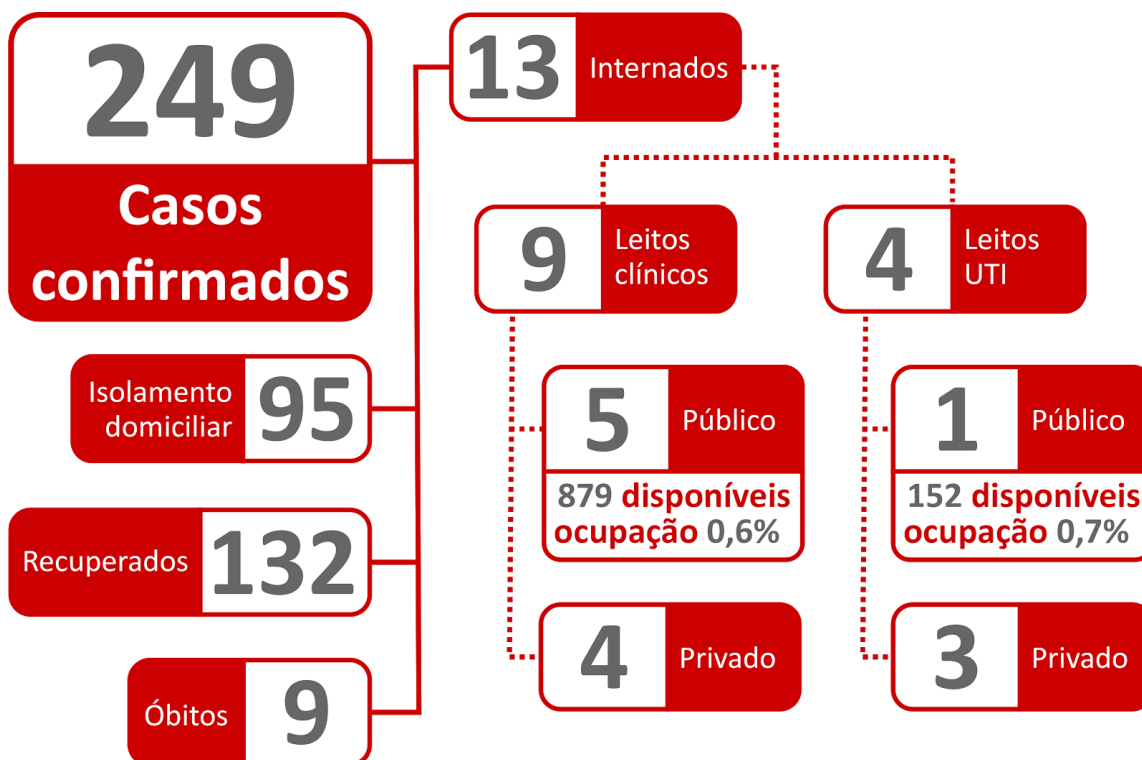 249
Casos
confirmados
13 Internados
9 Leitos
clínicos
4 Leitos
UTI
Isolamento
domiciliar 95
5 Público
879 disponíveis
ocupação 0,6%
1 Público
152 disponíveis
ocupação 0,7%
Recuperados 132
4 Privado
3 Privado
Óbitos 9